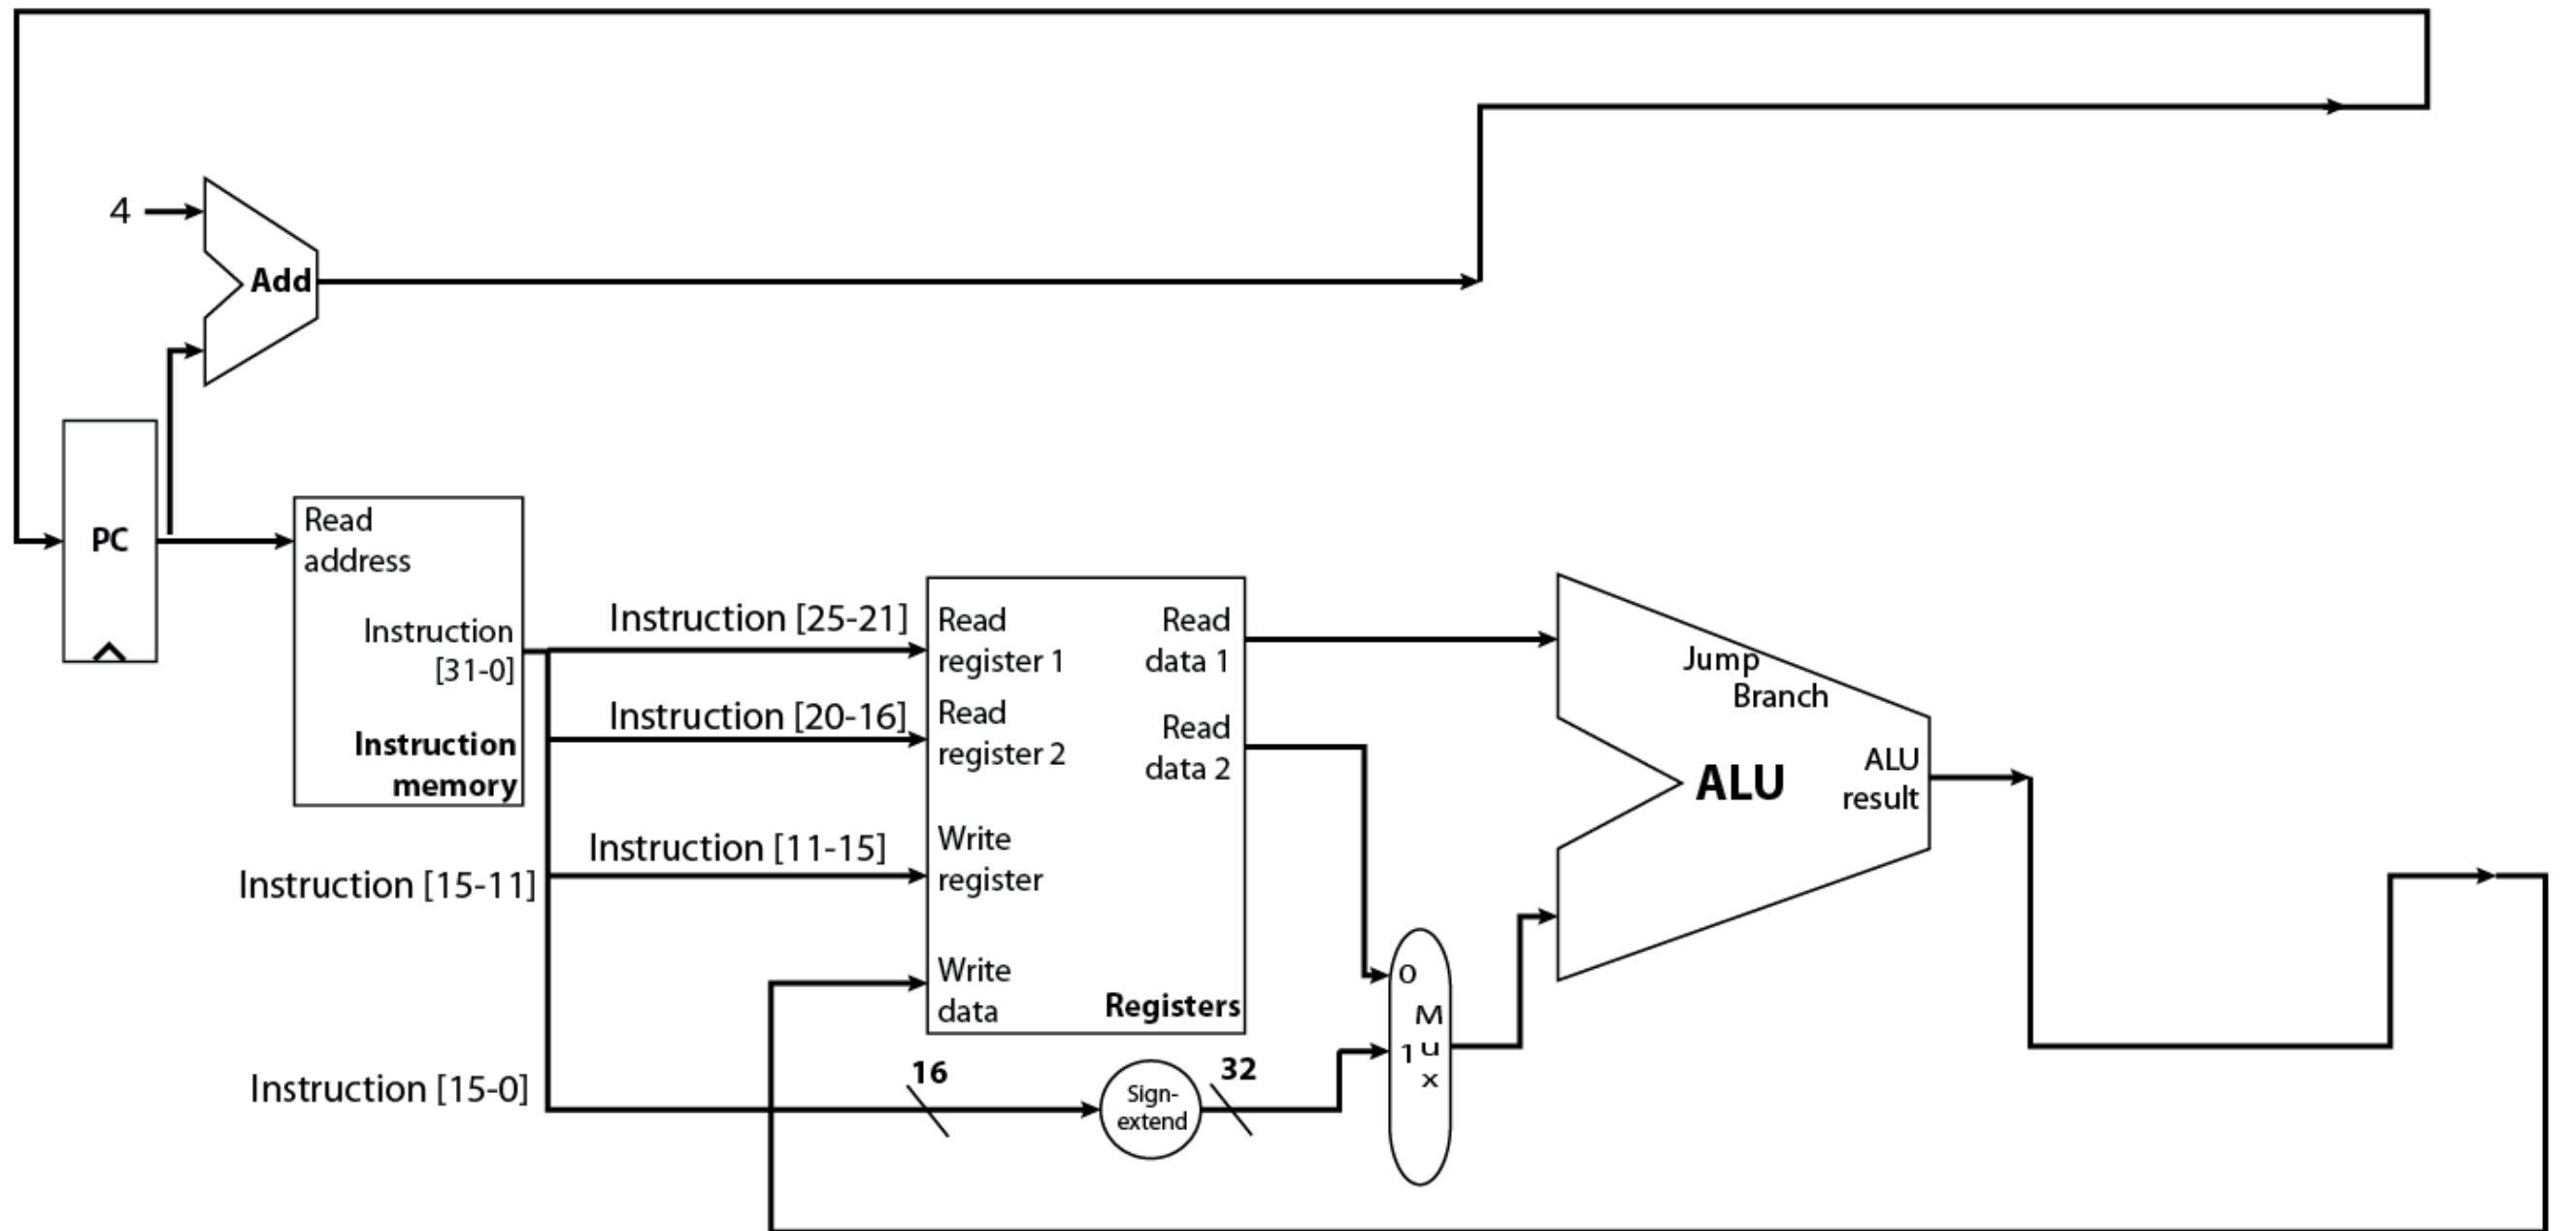 4
Add
PC
Read
address
Instruction
[31-0]
Instruction
memory
Instruction [25-21]
Instruction [20-16]
Instruction [11-15]
Instruction [15-11]
Instruction [15-0]
Read
register 1
Read
register 2
Write
register
Write
data
Read
data 1
Read
data 2
Registers
16
Sign-
extend
32
0
M
1 u
x
Jump
Branch
ALU
ALU
result